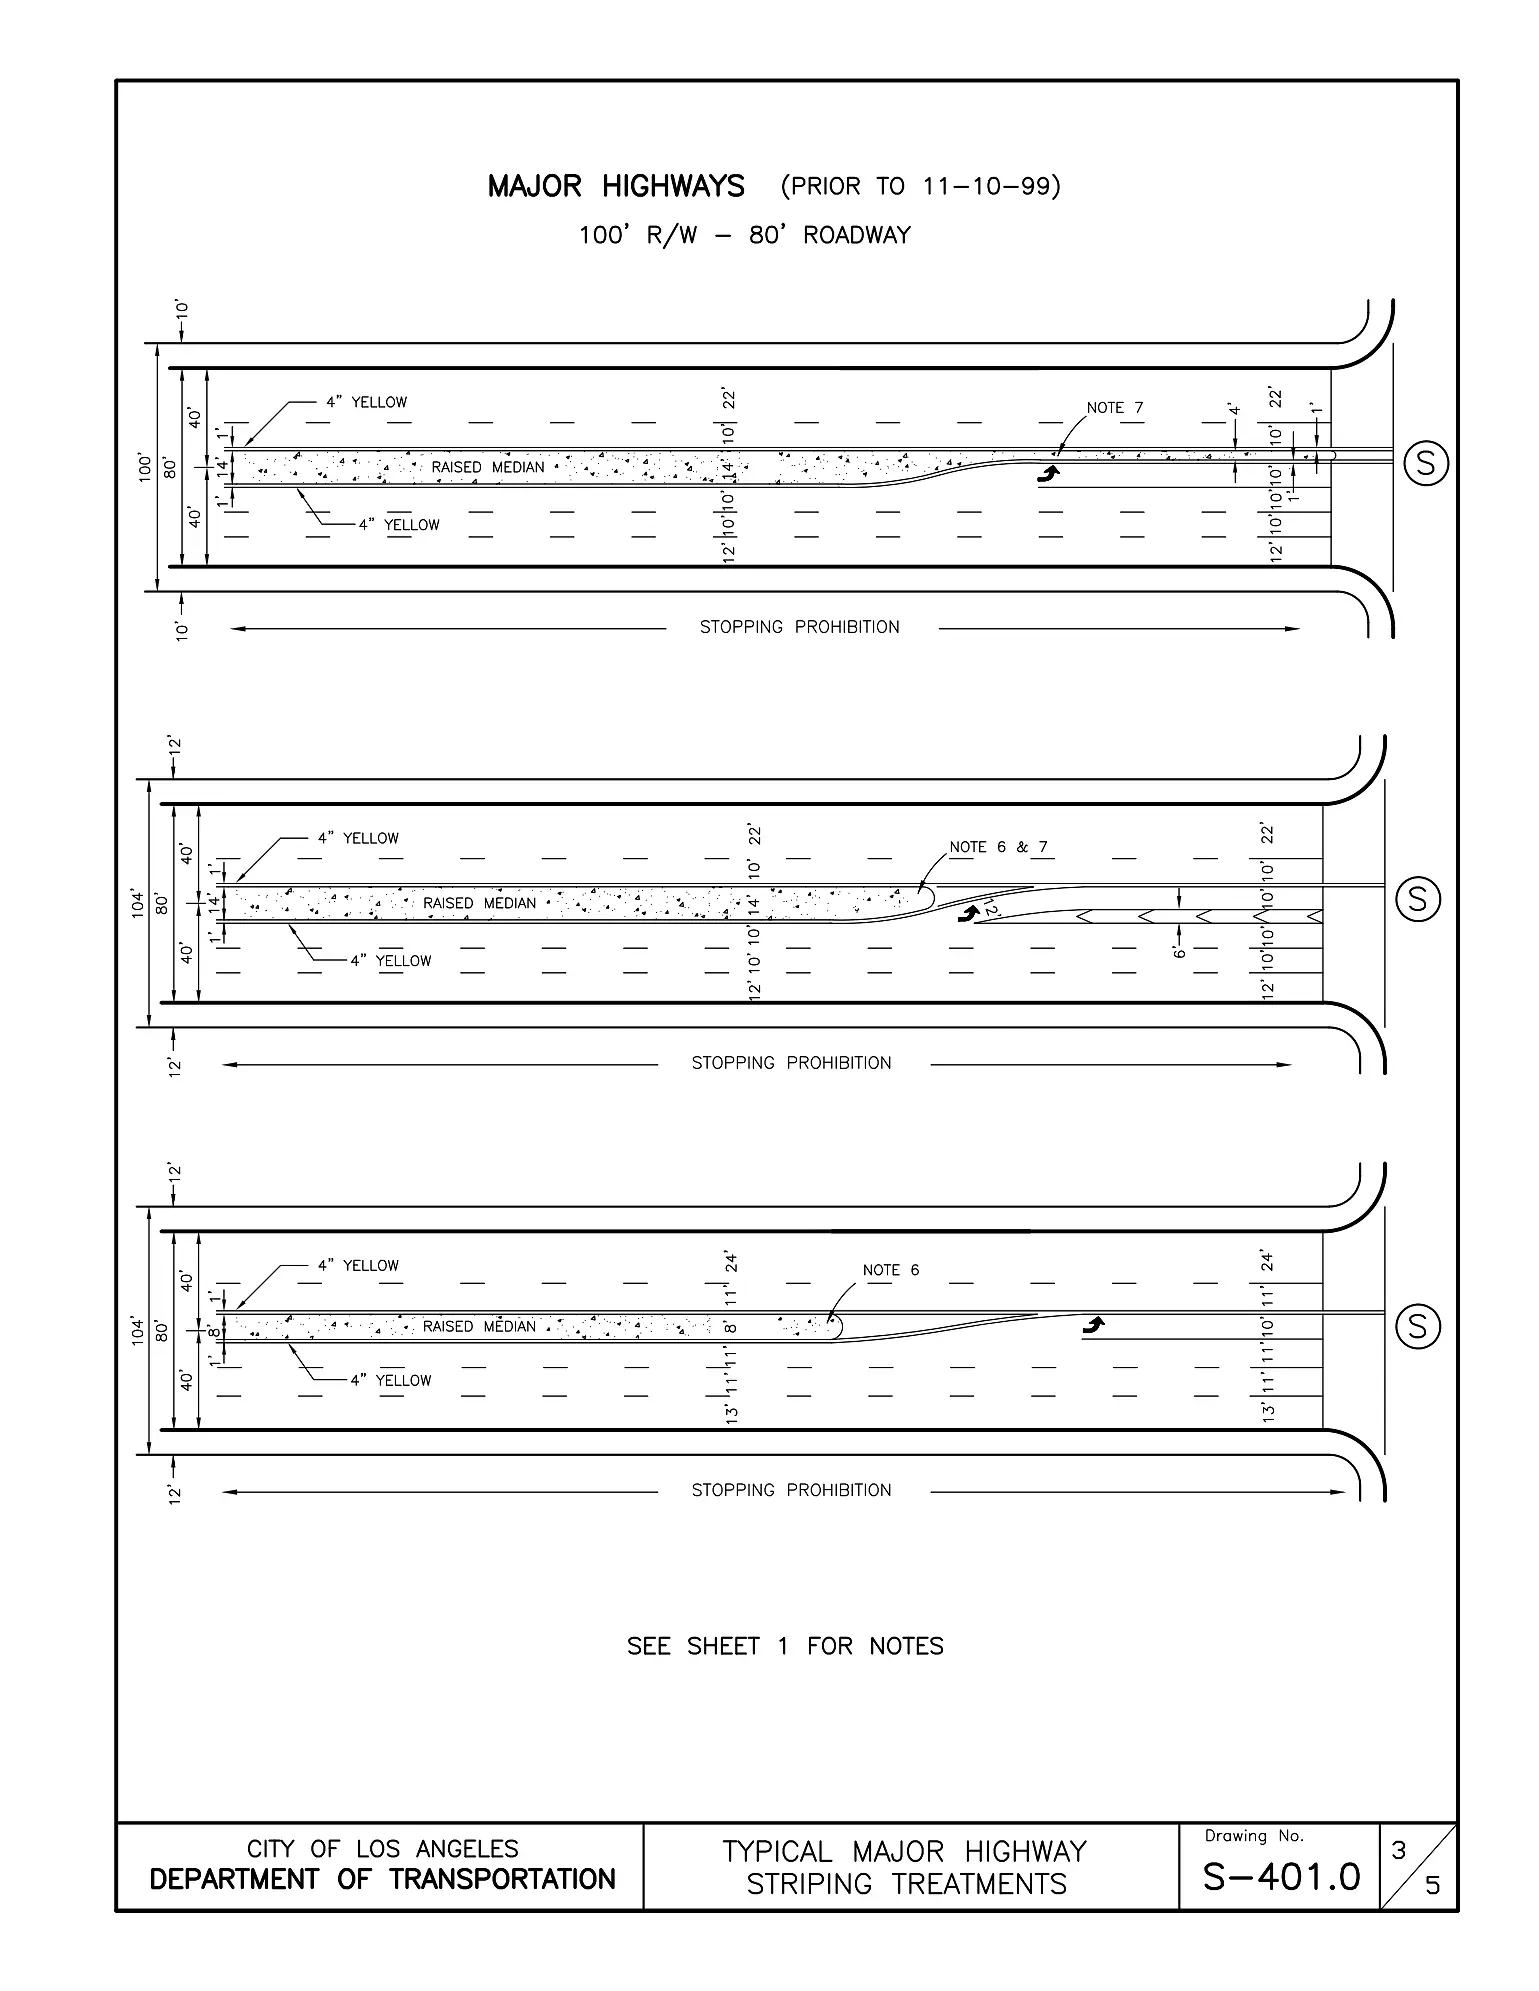 MAJOR HIGHWAYS (PRIOR TO 11-10-99)
100' R/W - 80' ROADWAY
10'
100'
80'
40'
40'
1'
14'
1'
4" YELLOW
RAISED MEDIAN
4" YELLOW
22'
10'
14'
10'
10'
12'
NOTE 7
4'
22'
1'
10'
10'
10'
10'
12'
1'
S
10'
STOPPING PROHIBITION
12'
104'
80'
40'
40'
1'
14'
1'
4" YELLOW
RAISED MEDIAN
4" YELLOW
22'
10'
14'
10'
10'
12'
NOTE 6 & 7
12'
6'
22'
10'
10'
10'
10'
12'
S
12'
STOPPING PROHIBITION
12'
104'
80'
40'
40'
1'
8'
1'
4" YELLOW
RAISED MEDIAN
4" YELLOW
24'
11'
8'
11'
11'
13'
NOTE 6
24'
11'
10'
11'
11'
13'
S
12'
STOPPING PROHIBITION
SEE SHEET 1 FOR NOTES
CITY OF LOS ANGELES
DEPARTMENT OF TRANSPORTATION
TYPICAL MAJOR HIGHWAY
STRIPING TREATMENTS
Drawing No.
S-401.0
3
5